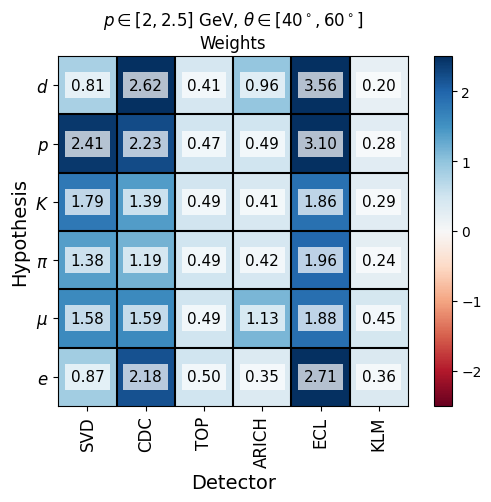 p ∈ [2, 2.5] GeV, θ ∈ [40°, 60°]
Weights
d 0.81 2.62 0.41 0.96 3.56 0.20
p 2.41 2.23 0.47 0.49 3.10 0.28
K 1.79 1.39 0.49 0.41 1.86 0.29
π 1.38 1.19 0.49 0.42 1.96 0.24
μ 1.58 1.59 0.49 1.13 1.88 0.45
e 0.87 2.18 0.50 0.35 2.71 0.36
Hypothesis
SVD CDC TOP ARICH ECL KLM
Detector
2
1
0
−1
−2